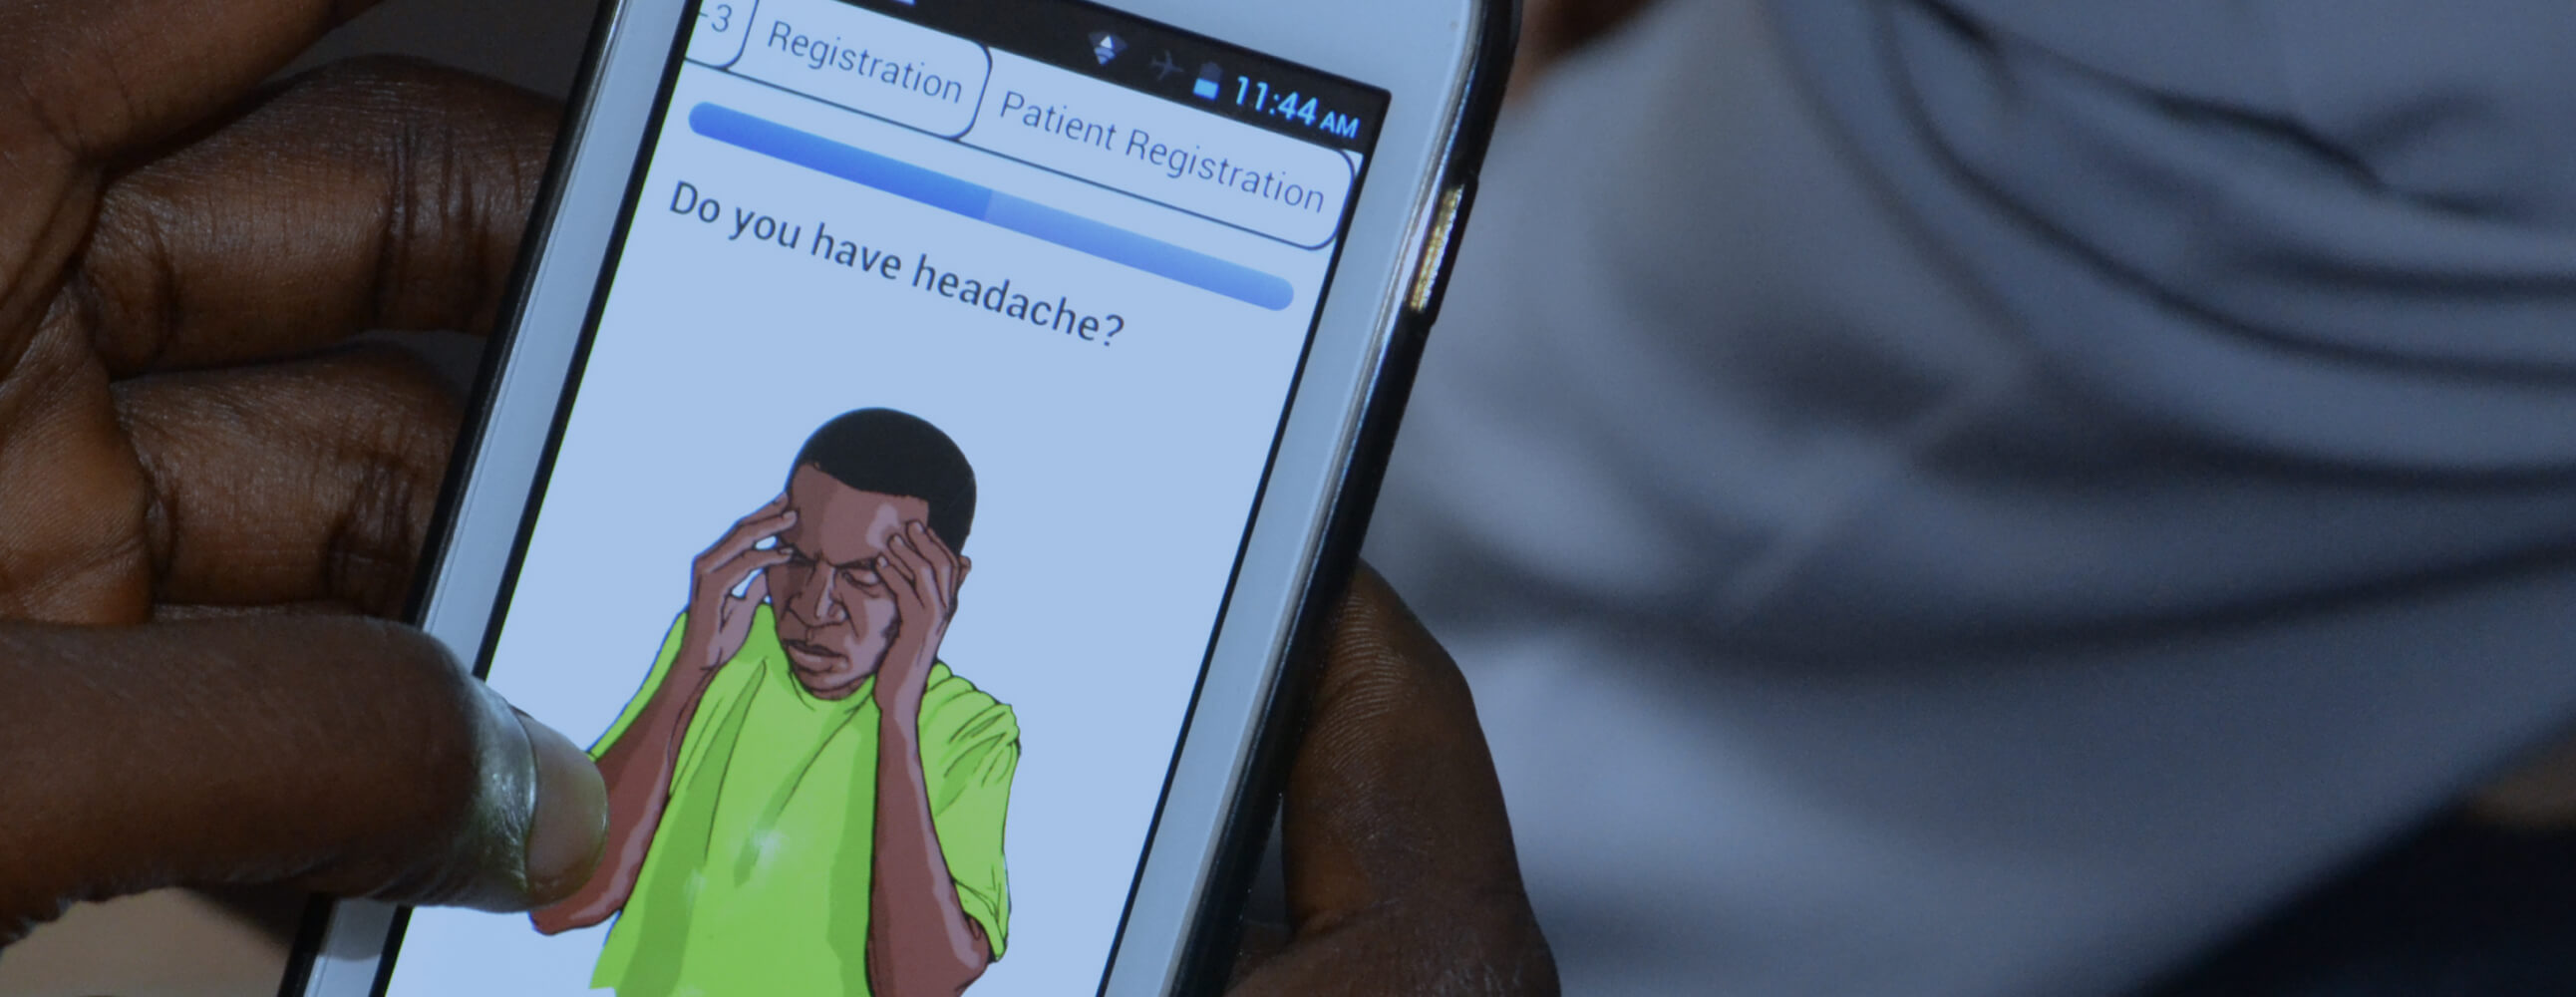 11:44 AM
-3 Registration Patient Registration
Do you have headache?